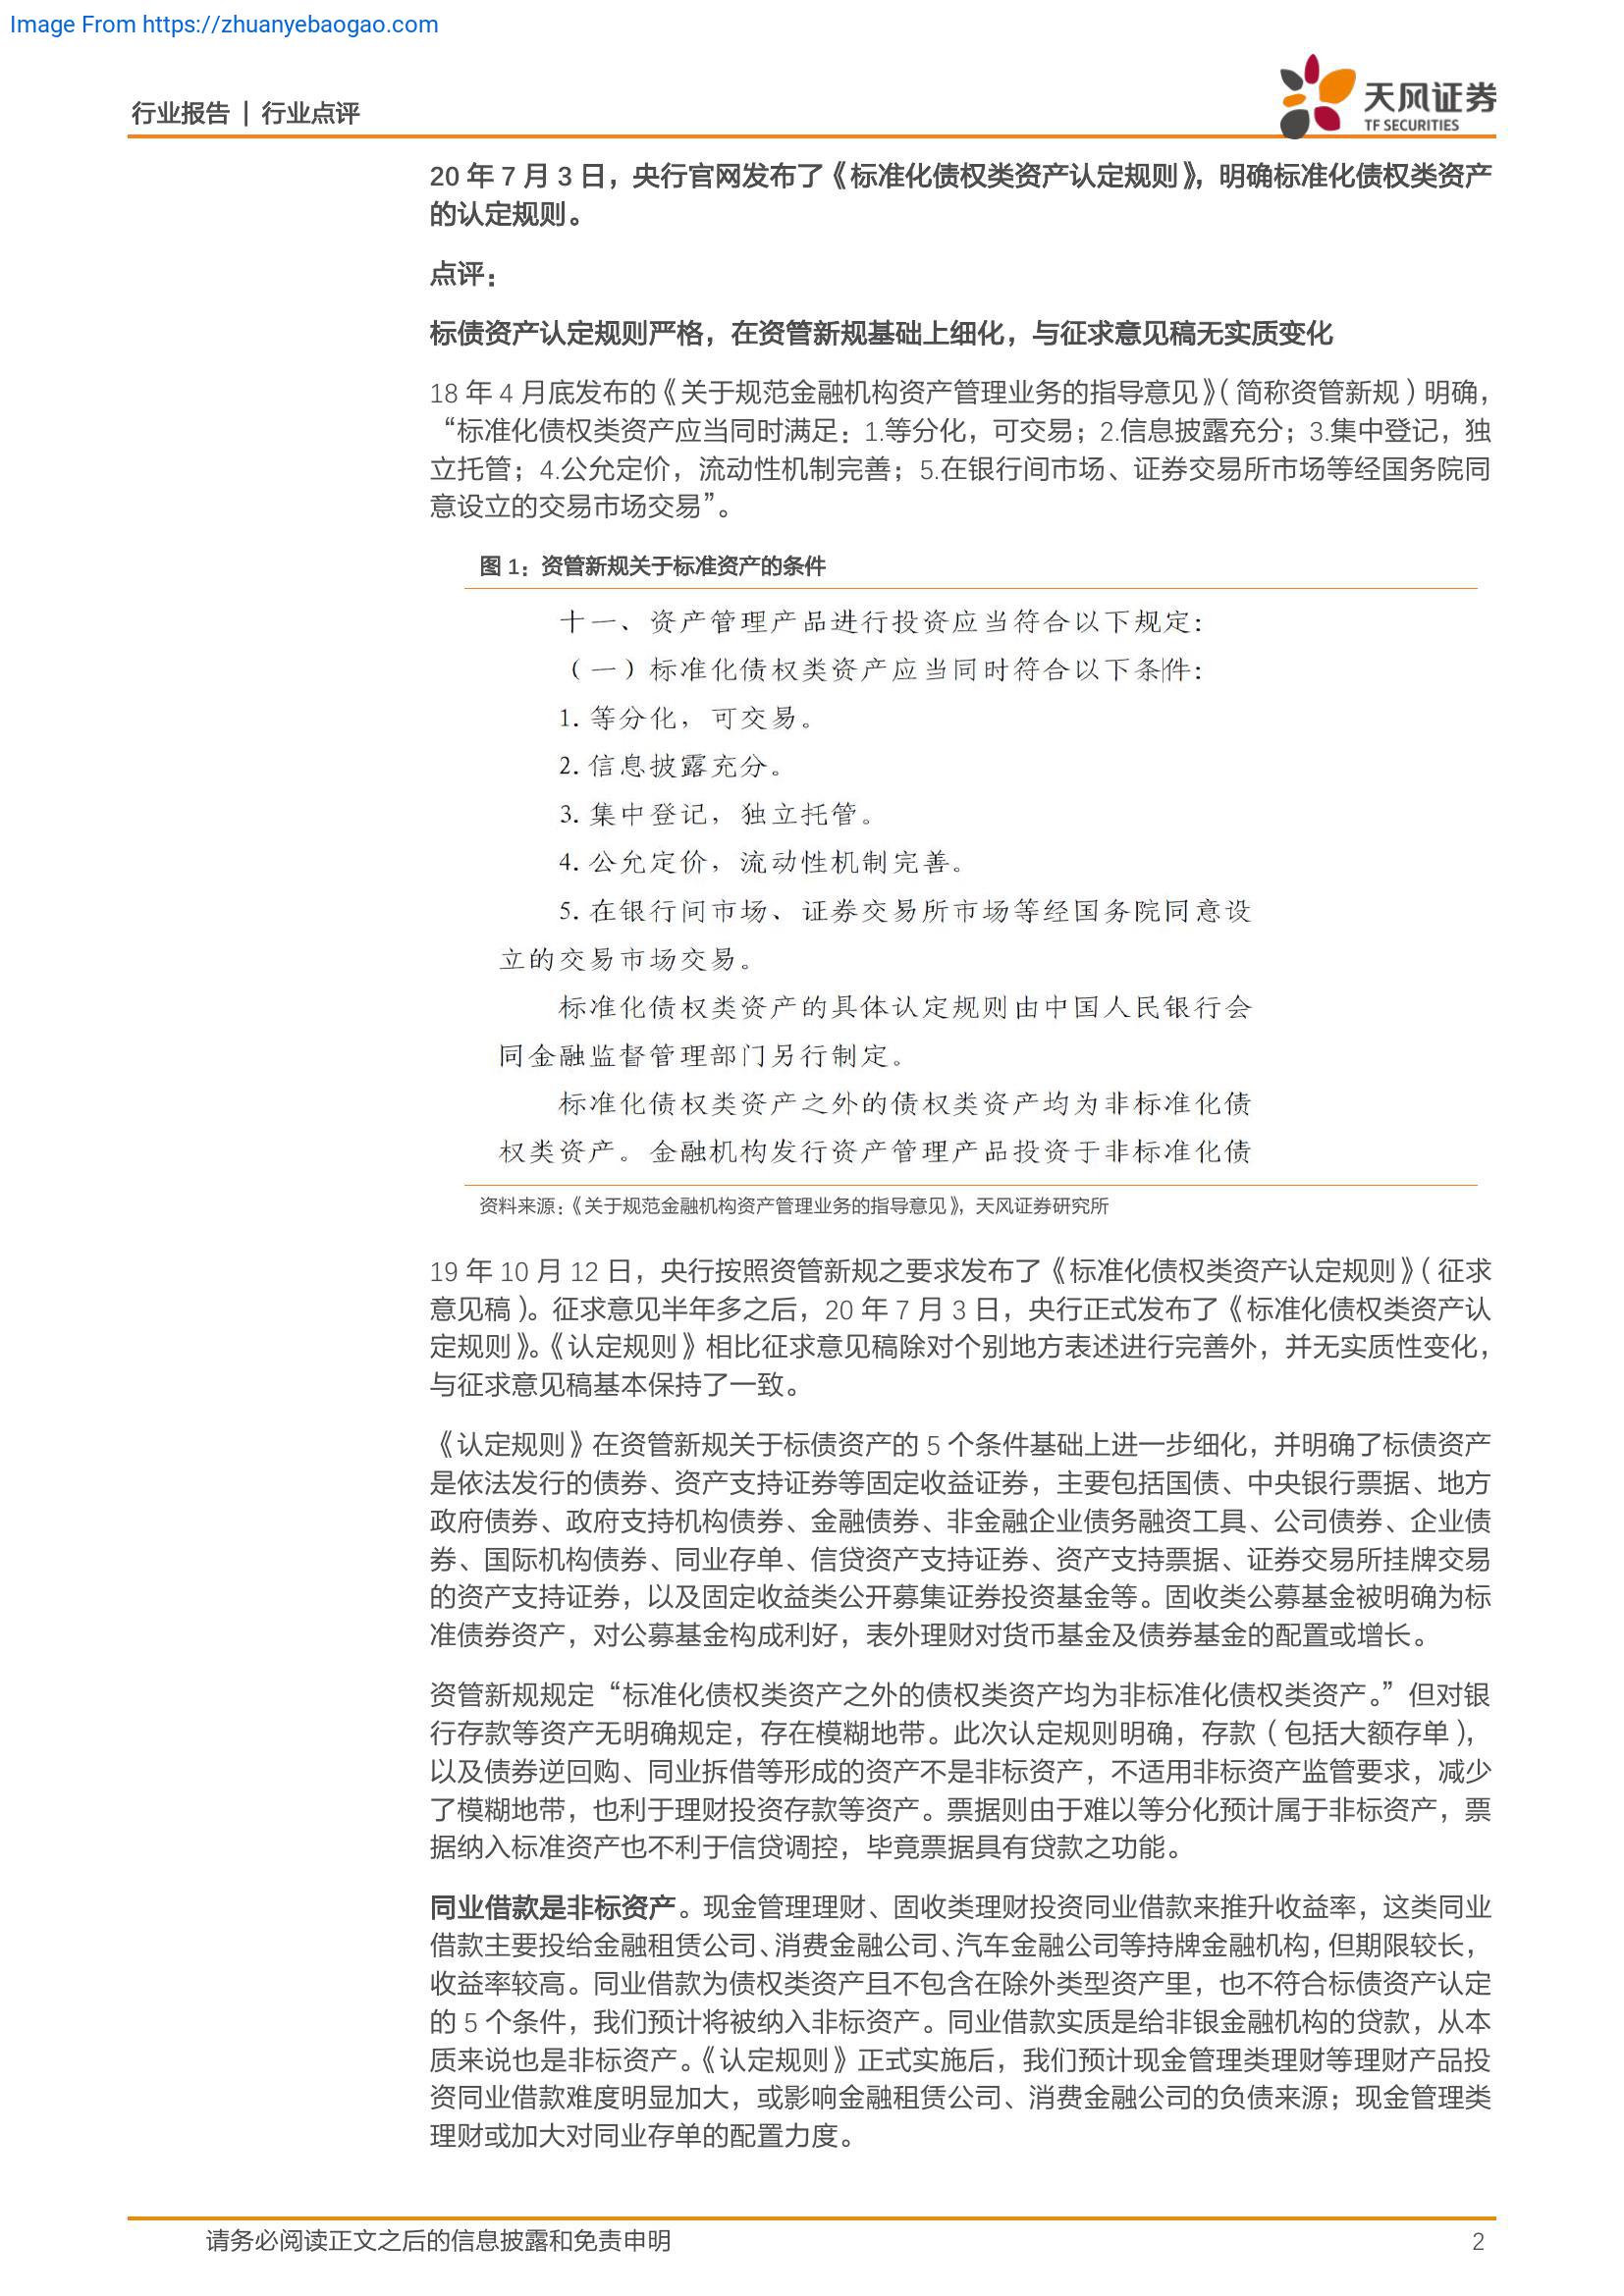 Image From https://zhuanyebaogao.com
行业报告 | 行业点评
天风证券
TF SECURITIES
20 年 7 月 3 日，央行官网发布了《标准化债权类资产认定规则》，明确标准化债权类资产
的认定规则。
点评：
标债资产认定规则严格，在资管新规基础上细化，与征求意见稿无实质变化
18 年 4 月底发布的《关于规范金融机构资产管理业务的指导意见》（简称资管新规）明确，
“标准化债权类资产应当同时满足：1.等分化，可交易；2.信息披露充分；3.集中登记，独
立托管；4.公允定价，流动性机制完善；5.在银行间市场、证券交易所市场等经国务院同
意设立的交易市场交易”。
图 1：资管新规关于标准资产的条件
十一、资产管理产品进行投资应当符合以下规定：
（一）标准化债权类资产应当同时符合以下条件：
1. 等分化，可交易。
2. 信息披露充分。
3. 集中登记，独立托管。
4. 公允定价，流动性机制完善。
5. 在银行间市场、证券交易所市场等经国务院同意设
立的交易市场交易。
标准化债权类资产的具体认定规则由中国人民银行会
同金融监督管理部门另行制定。
标准化债权类资产之外的债权类资产均为非标准化债
权类资产。金融机构发行资产管理产品投资于非标准化债
资料来源：《关于规范金融机构资产管理业务的指导意见》，天风证券研究所
19 年 10 月 12 日，央行按照资管新规之要求发布了《标准化债权类资产认定规则》（征求
意见稿）。征求意见半年多之后，20 年 7 月 3 日，央行正式发布了《标准化债权类资产认
定规则》。《认定规则》相比征求意见稿除对个别地方表述进行完善外，并无实质性变化，
与征求意见稿基本保持了一致。
《认定规则》在资管新规关于标债资产的 5 个条件基础上进一步细化，并明确了标债资产
是依法发行的债券、资产支持证券等固定收益证券，主要包括国债、中央银行票据、地方
政府债券、政府支持机构债券、金融债券、非金融企业债务融资工具、公司债券、企业债
券、国际机构债券、同业存单、信贷资产支持证券、资产支持票据、证券交易所挂牌交易
的资产支持证券，以及固定收益类公开募集证券投资基金等。固收类公募基金被明确为标
准债券资产，对公募基金构成利好，表外理财对货币基金及债券基金的配置或增长。
资管新规规定“标准化债权类资产之外的债权类资产均为非标准化债权类资产。”但对银
行存款等资产无明确规定，存在模糊地带。此次认定规则明确，存款（包括大额存单），
以及债券逆回购、同业拆借等形成的资产不是非标资产，不适用非标资产监管要求，减少
了模糊地带，也利于理财投资存款等资产。票据则由于难以等分化预计属于非标资产，票
据纳入标准资产也不利于信贷调控，毕竟票据具有贷款之功能。
同业借款是非标资产。现金管理理财、固收类理财投资同业借款来推升收益率，这类同业
借款主要投给金融租赁公司、消费金融公司、汽车金融公司等持牌金融机构，但期限较长，
收益率较高。同业借款为债权类资产且不包含在除外类型资产里，也不符合标债资产认定
的 5 个条件，我们预计将被纳入非标资产。同业借款实质是给非银金融机构的贷款，从本
质来说也是非标资产。《认定规则》正式实施后，我们预计现金管理类理财等理财产品投
资同业借款难度明显加大，或影响金融租赁公司、消费金融公司的负债来源；现金管理类
理财或加大对同业存单的配置力度。
请务必阅读正文之后的信息披露和免责申明
2